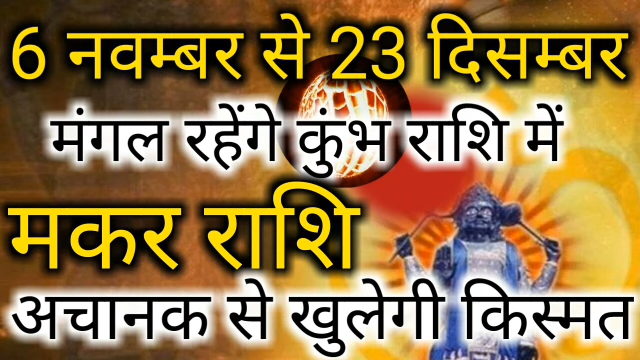 6 नवम्बर से 23 दिसम्बर
मंगल रहेंगे कुंभ राशि में
मकर राशि
अचानक से खुलेगी किस्मत